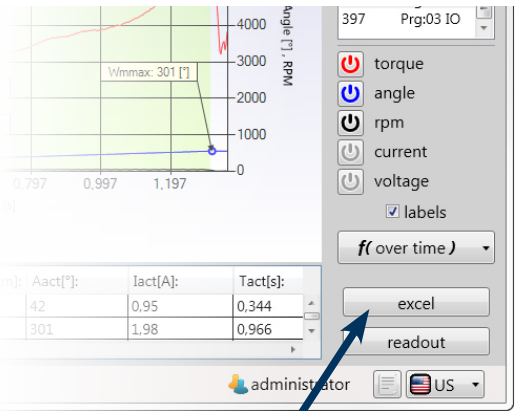 4000
3000
2000
1000
0
Angle [°] , RPM
Wmmax: 301 [°]
0,797 0,997 1,197
397 Prg:03 IO
torque
angle
rpm
current
voltage
labels
f( over time )
m]: Aact[°]: Iact[A]: Tact[s]:
42 0,95 0,344
301 1,98 0,966
excel
readout
administrator US